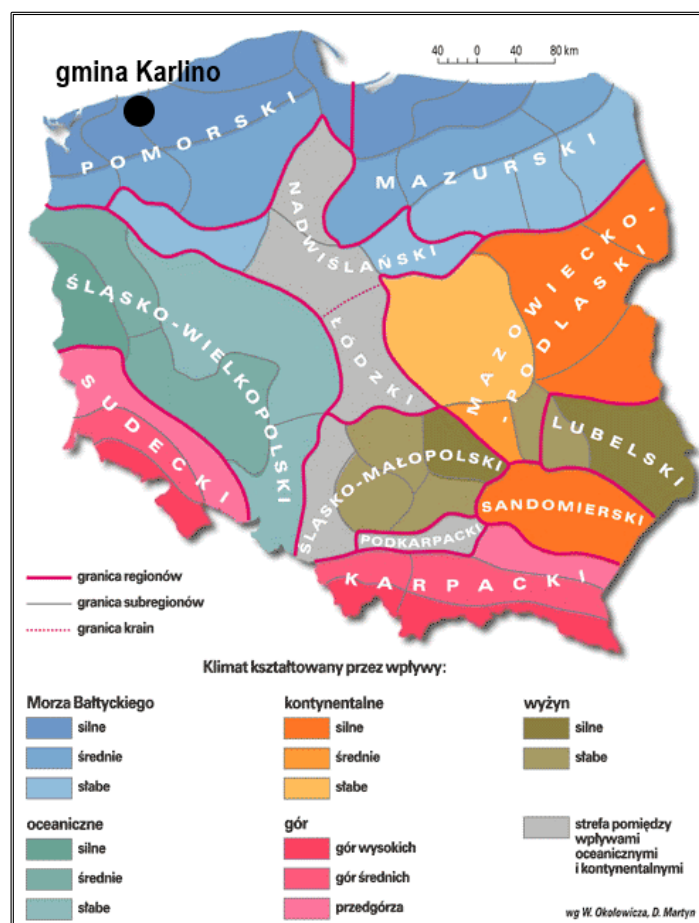 gmina Karlino
40 0 40 80 km
POMORSKI
MAZURSKI
NADWIŚLAŃSKI
MAZOWIECKO-
-PODLASKI
ŚLĄSKO-WIELKOPOLSKI
ŁÓDZKI
SUDECKI
LUBELSKI
ŚLĄSKO-MAŁOPOLSKI
SANDOMIERSKI
PODKARPACKI
KARPACKI
granica regionów
granica subregionów
granica krain
Klimat kształtowany przez wpływy:
Morza Bałtyckiego
silne
średnie
słabe
kontynentalne
silne
średnie
słabe
wyżyn
silne
słabe
oceaniczne
silne
średnie
słabe
gór
gór wysokich
gór średnich
przedgórza
strefa pomiędzy
wpływami
oceanicznymi
i kontynentalnymi
wg W. Okołowicza, D. Martyn